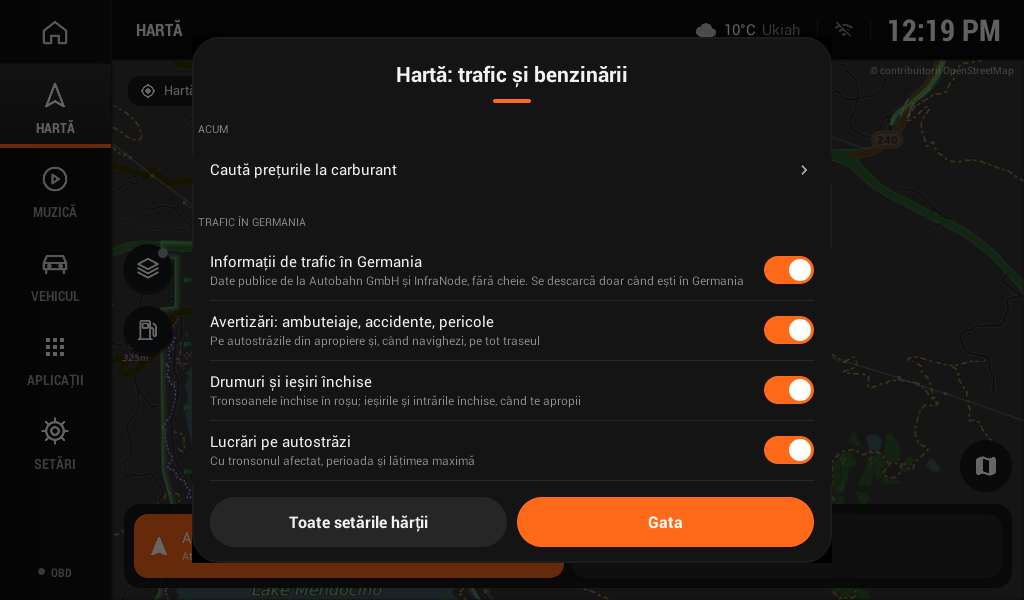 HARTĂ
10°C Ukiah
12:19 PM
© contribuitorii OpenStreetMap
Hartă: trafic și benzinării
ACUM
Caută prețurile la carburant
TRAFIC ÎN GERMANIA
Informații de trafic în Germania
Date publice de la Autobahn GmbH și InfraNode, fără cheie. Se descarcă doar când ești în Germania
Avertizări: ambuteiaje, accidente, pericole
Pe autostrăzile din apropiere și, când navighezi, pe tot traseul
Drumuri și ieșiri închise
Tronsoanele închise în roșu; ieșirile și intrările închise, când te apropii
Lucrări pe autostrăzi
Cu tronsonul afectat, perioada și lățimea maximă
Toate setările hărții
Gata
HARTĂ
MUZICĂ
VEHICUL
APLICAȚII
SETĂRI
OBD
240
325m
Lake Mendocino